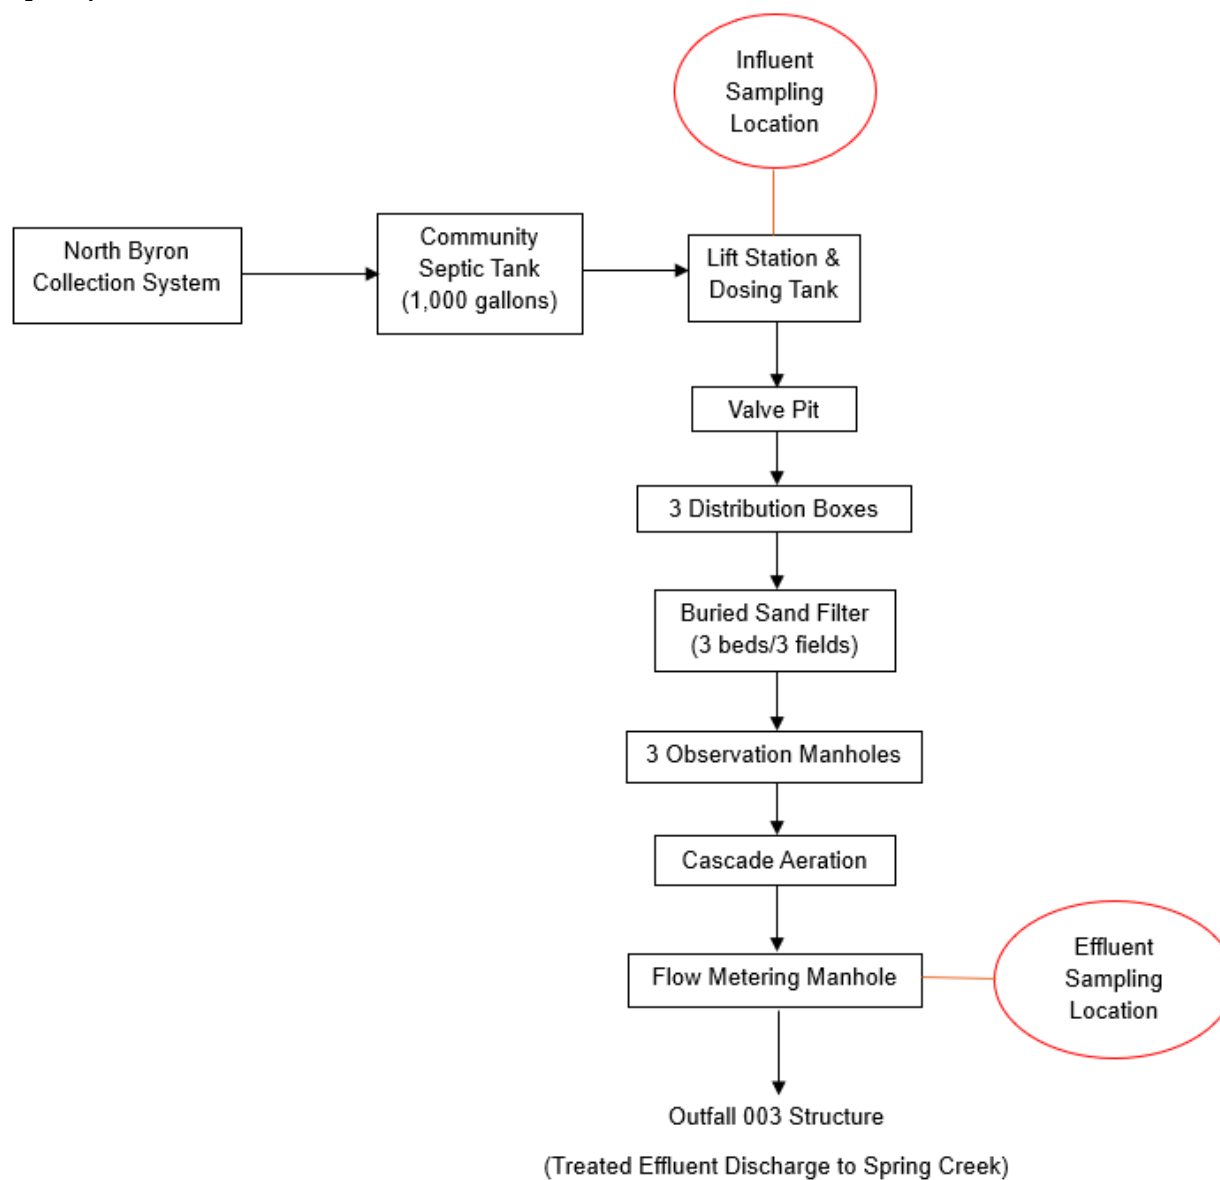 Influent
Sampling
Location
North Byron
Collection System
Community
Septic Tank
(1,000 gallons)
Lift Station &
Dosing Tank
Valve Pit
3 Distribution Boxes
Buried Sand Filter
(3 beds/3 fields)
3 Observation Manholes
Cascade Aeration
Flow Metering Manhole
Effluent
Sampling
Location
Outfall 003 Structure
(Treated Effluent Discharge to Spring Creek)